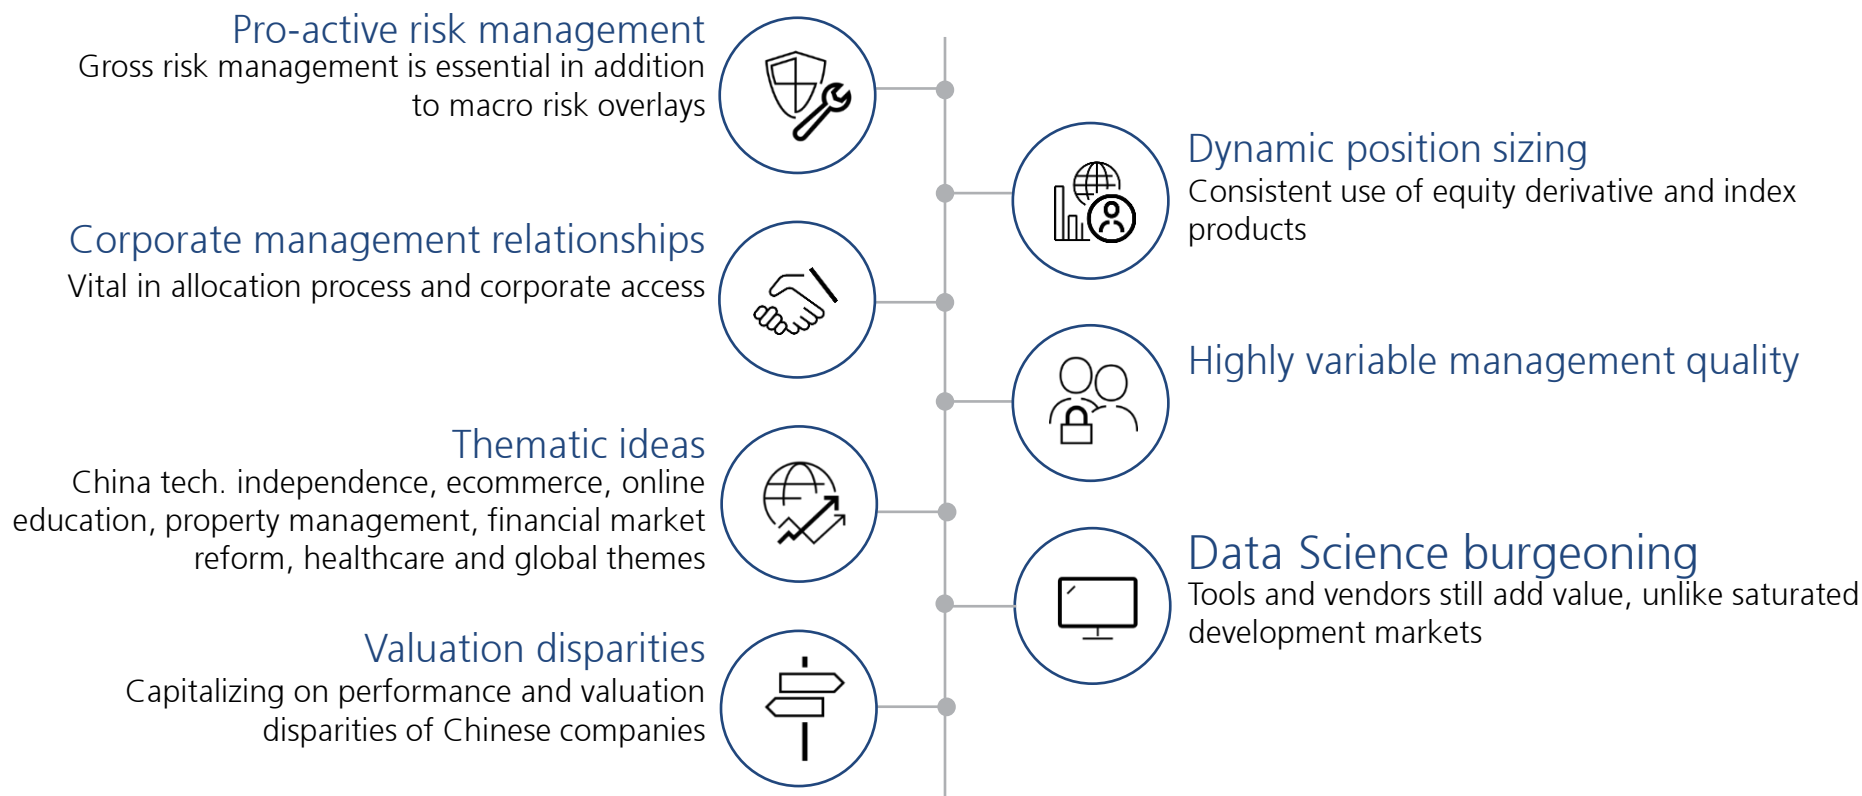 Pro-active risk management
Gross risk management is essential in addition
to macro risk overlays
Dynamic position sizing
Consistent use of equity derivative and index
products
Corporate management relationships
Vital in allocation process and corporate access
Highly variable management quality
Thematic ideas
China tech. independence, ecommerce, online
education, property management, financial market
reform, healthcare and global themes
Data Science burgeoning
Tools and vendors still add value, unlike saturated
development markets
Valuation disparities
Capitalizing on performance and valuation
disparities of Chinese companies